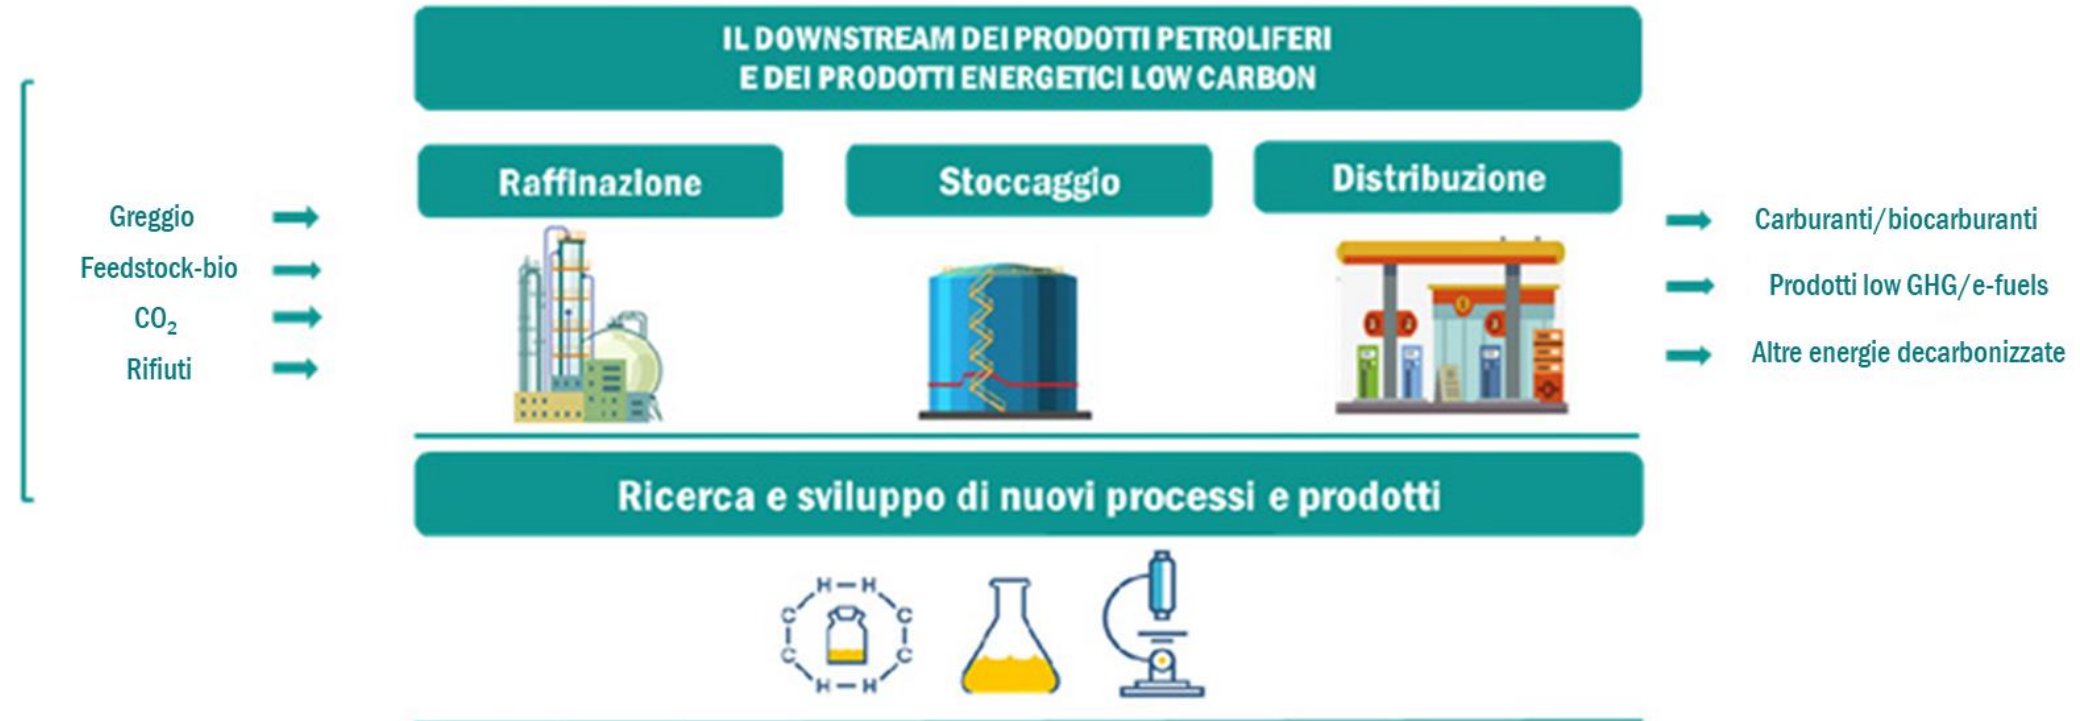 IL DOWNSTREAM DEI PRODOTTI PETROLIFERI
E DEI PRODOTTI ENERGETICI LOW CARBON
Raffinazione
Stoccaggio
Distribuzione
Greggio
Feedstock-bio
CO₂
Rifiuti
Carburanti/biocarburanti
Prodotti low GHG/e-fuels
Altre energie decarbonizzate
Ricerca e sviluppo di nuovi processi e prodotti
H—H
C C
C C
H—H